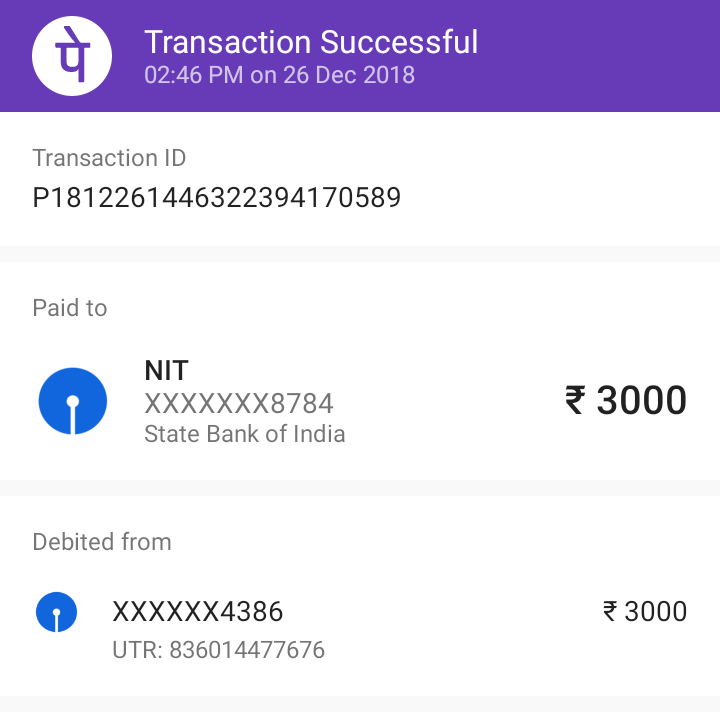 पे
Transaction Successful
02:46 PM on 26 Dec 2018
Transaction ID
P1812261446322394170589
Paid to
NIT
XXXXXXX8784
State Bank of India
₹ 3000
Debited from
XXXXXX4386
₹ 3000
UTR: 836014477676